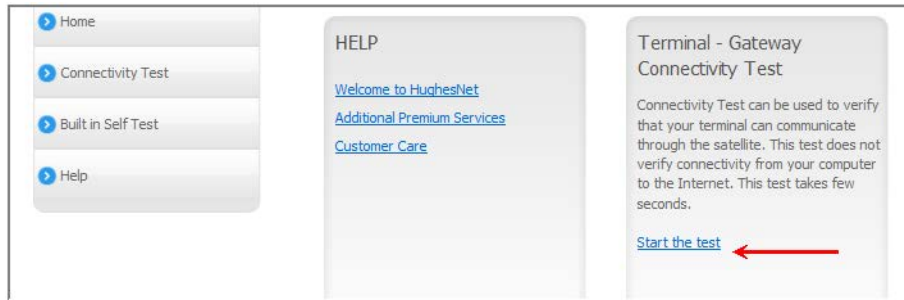 Home
Connectivity Test
Built in Self Test
Help
HELP
Welcome to HughesNet
Additional Premium Services
Customer Care
Terminal - Gateway
Connectivity Test
Connectivity Test can be used to verify
that your terminal can communicate
through the satellite. This test does not
verify connectivity from your computer
to the Internet. This test takes few
seconds.
Start the test